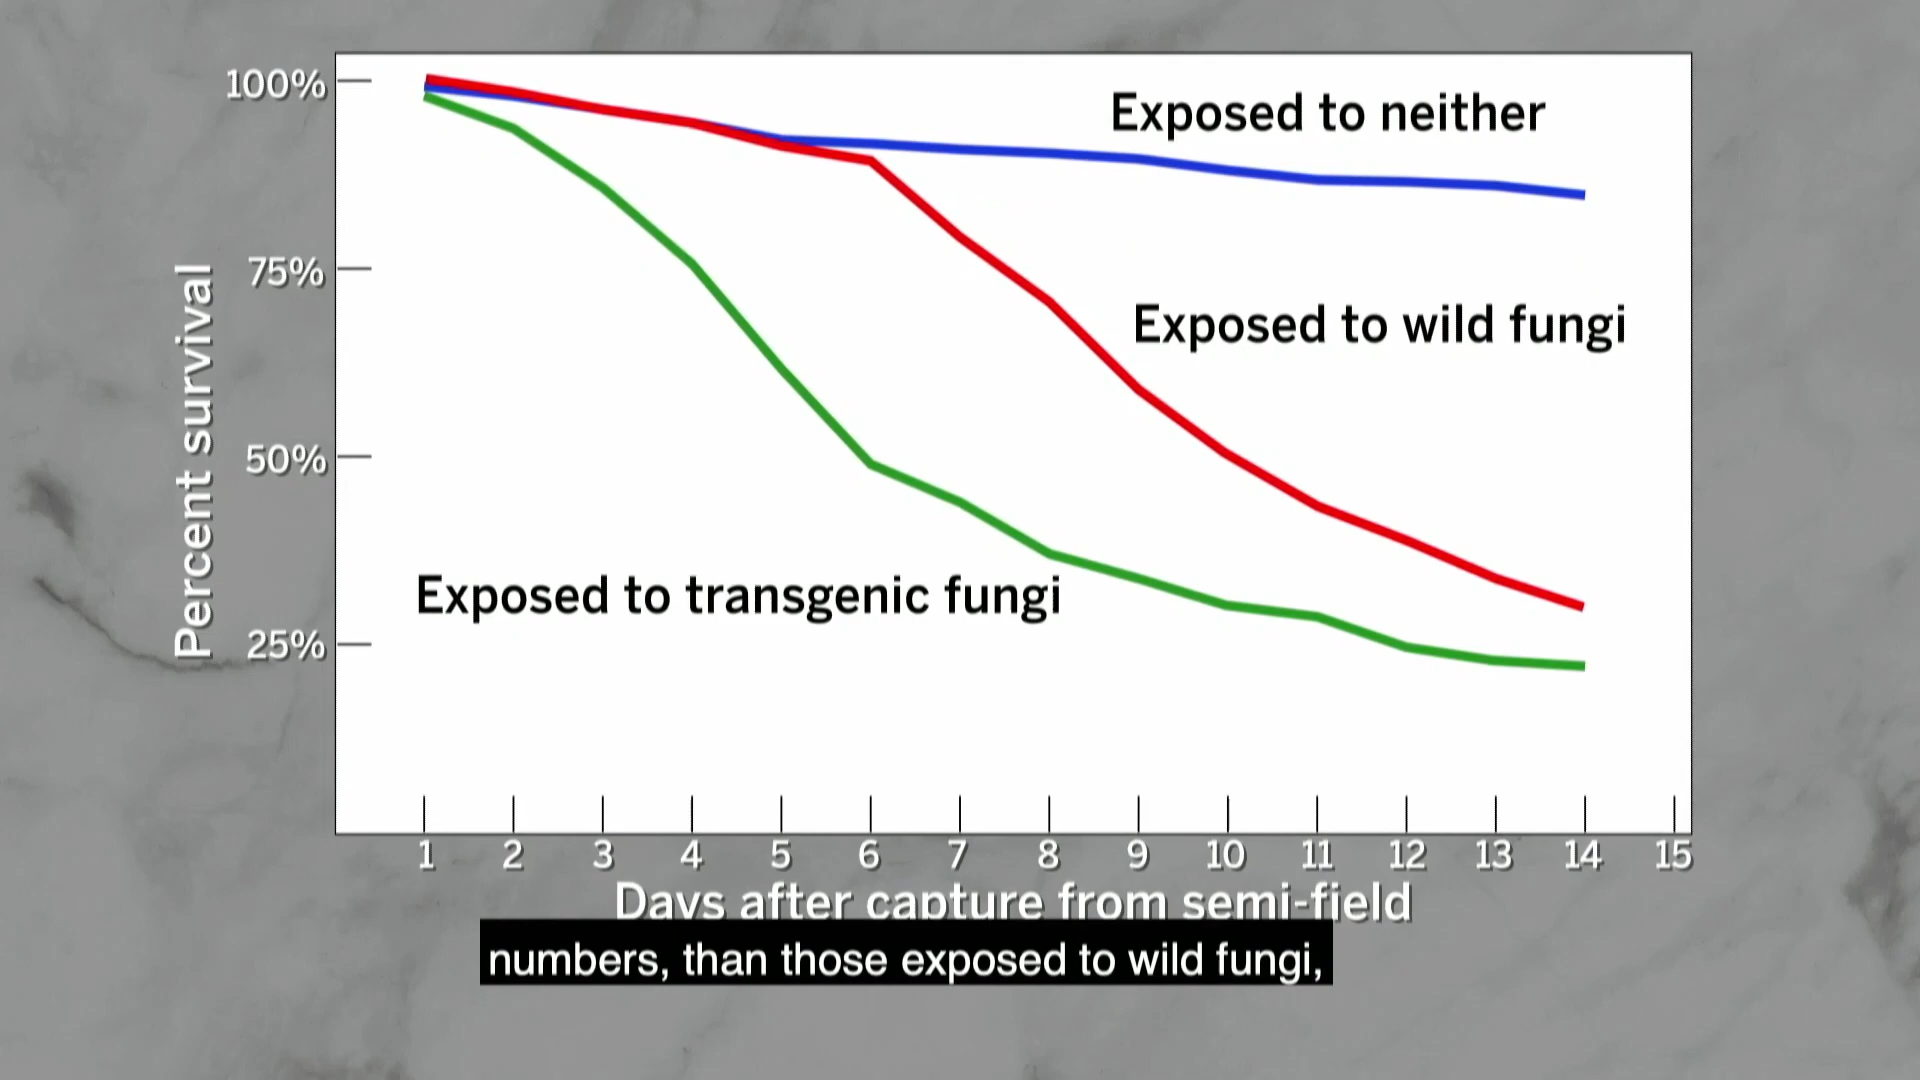 100%
75%
50%
25%
Percent survival
Exposed to neither
Exposed to wild fungi
Exposed to transgenic fungi
1 2 3 4 5 6 7 8 9 10 11 12 13 14 15
Days after capture from semi-field
numbers, than those exposed to wild fungi,